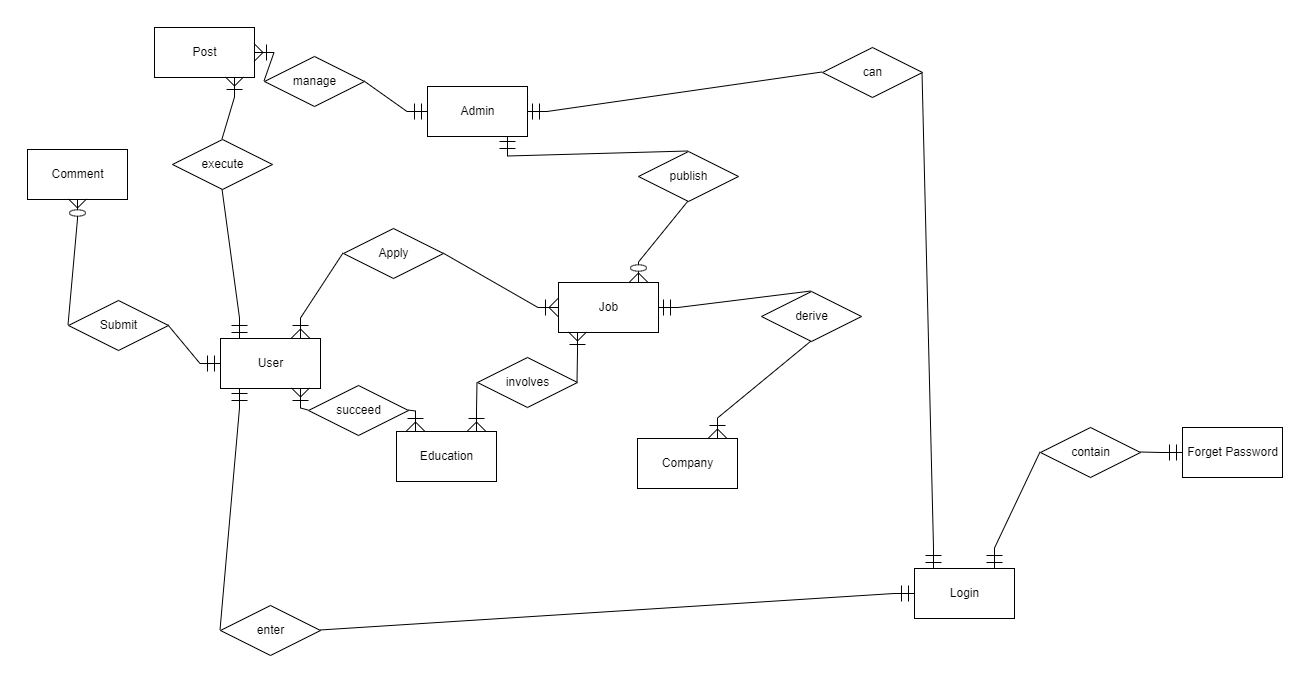 Post
manage
can
Admin
execute
Comment
publish
Apply
Job
derive
Submit
User
involves
succeed
Education
Company
contain
Forget Password
Login
enter